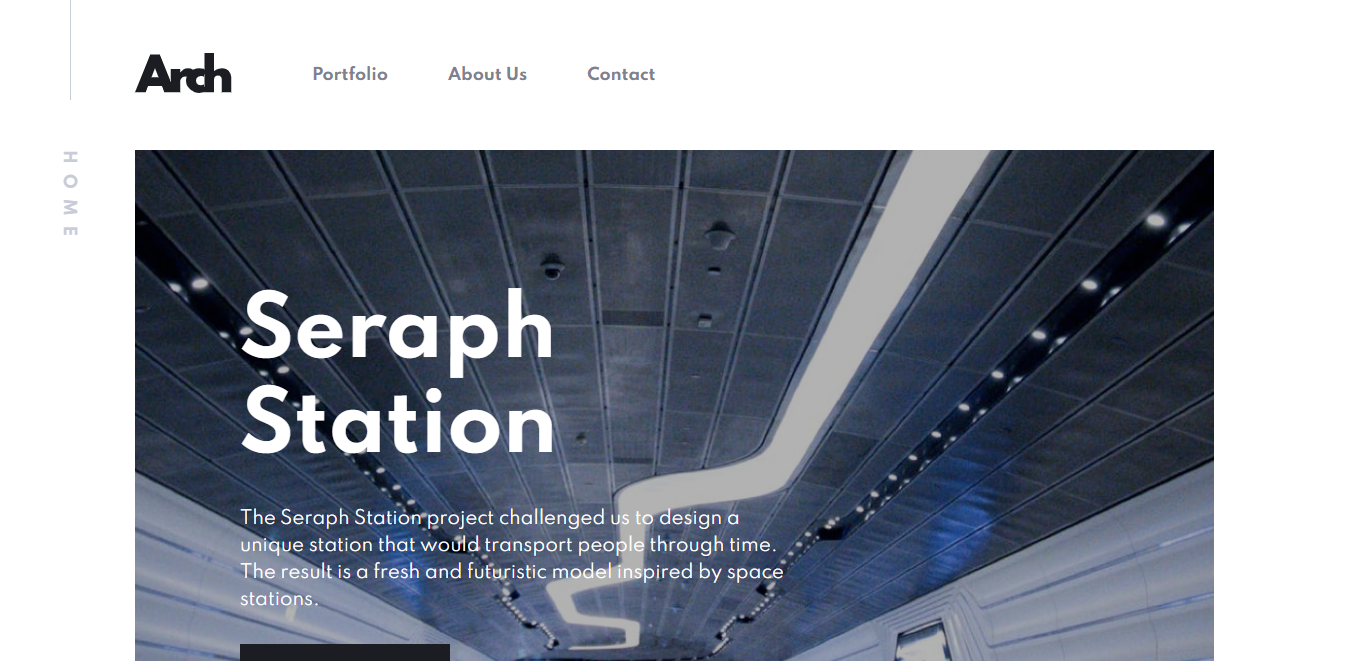 Arch
Portfolio
About Us
Contact
HOME
Seraph
Station
The Seraph Station project challenged us to design a
unique station that would transport people through time.
The result is a fresh and futuristic model inspired by space
stations.